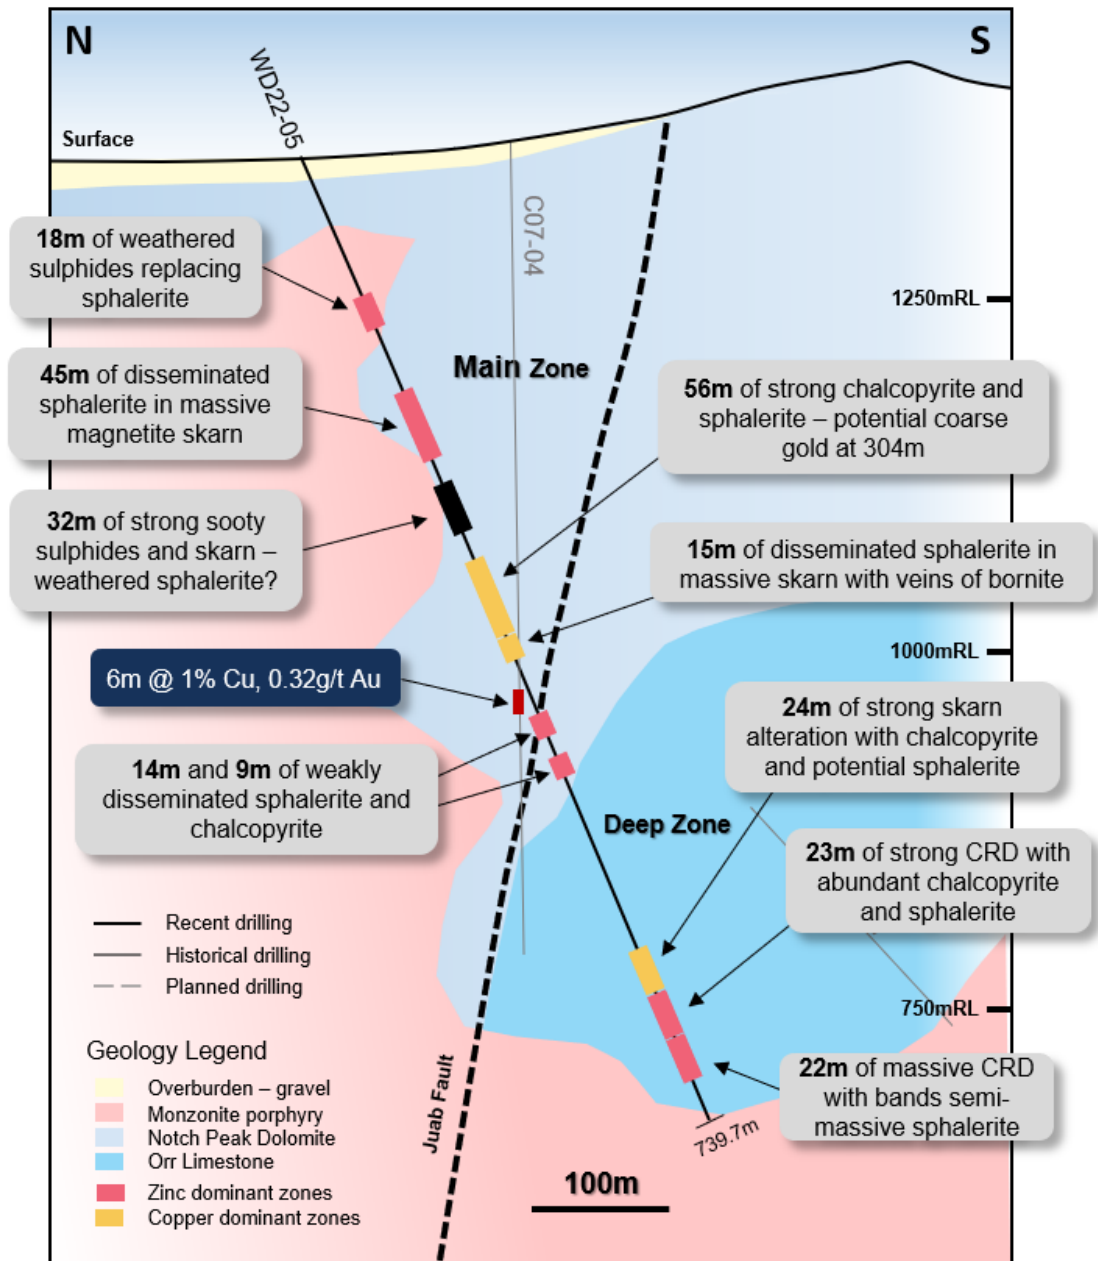 N
S
WD22-05
Surface
C07-04
18m of weathered
sulphides replacing
sphalerite
1250mRL
45m of disseminated
sphalerite in massive
magnetite skarn
Main Zone
56m of strong chalcopyrite and
sphalerite – potential coarse
gold at 304m
32m of strong sooty
sulphides and skarn –
weathered sphalerite?
15m of disseminated sphalerite in
massive skarn with veins of bornite
1000mRL
6m @ 1% Cu, 0.32g/t Au
24m of strong skarn
alteration with chalcopyrite
and potential sphalerite
14m and 9m of weakly
disseminated sphalerite and
chalcopyrite
Deep Zone
23m of strong CRD with
abundant chalcopyrite
and sphalerite
750mRL
22m of massive CRD
with bands semi-
massive sphalerite
739.7m
Juab Fault
100m
Recent drilling
Historical drilling
Planned drilling
Geology Legend
Overburden – gravel
Monzonite porphyry
Notch Peak Dolomite
Orr Limestone
Zinc dominant zones
Copper dominant zones